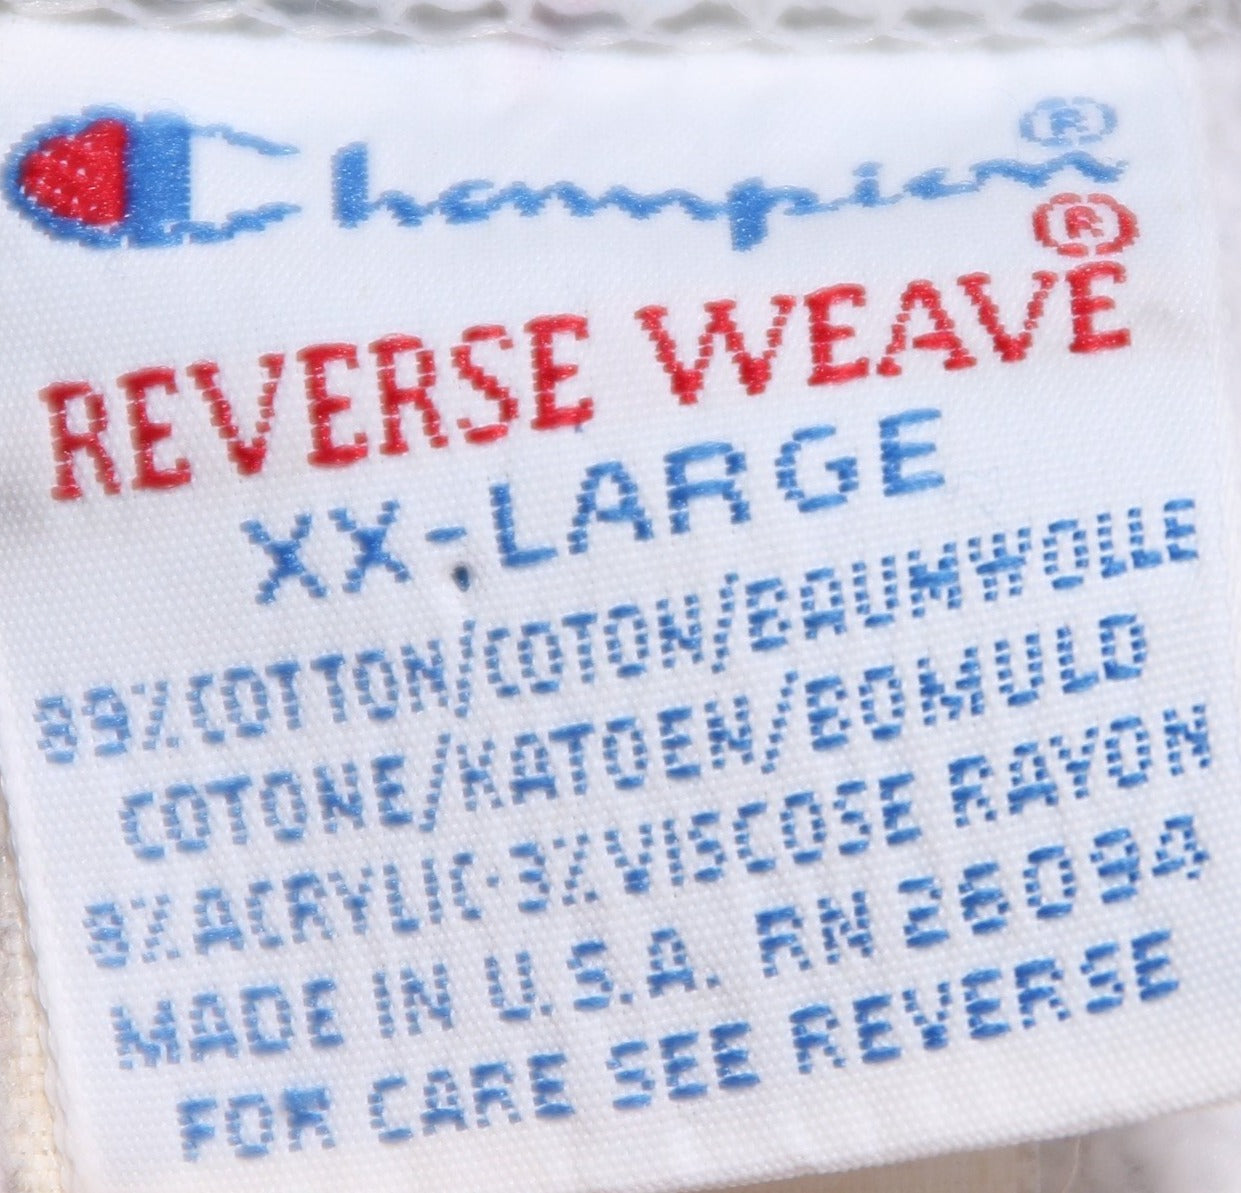 Champion®
REVERSE WEAVE®
XX-LARGE
89% COTTON/COTON/BAUMWOLLE
COTONE/KATOEN/BOMULD
8% ACRYLIC·3% VISCOSE RAYON
MADE IN U.S.A. RN 26094
FOR CARE SEE REVERSE